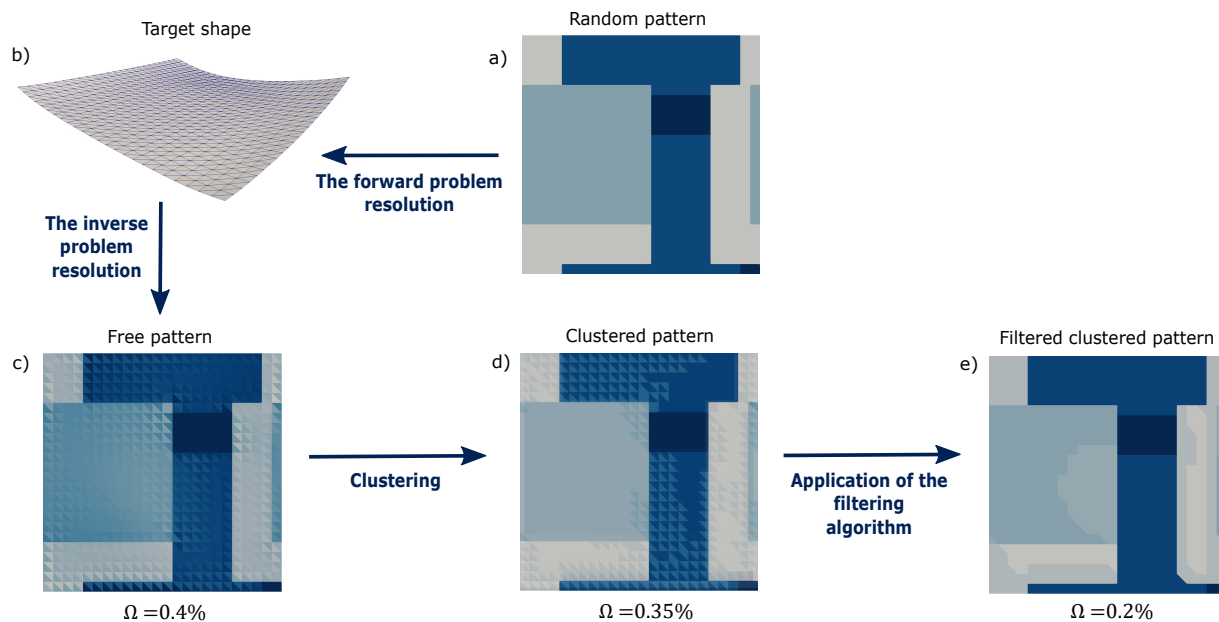 Random pattern
a)
Target shape
b)
The forward problem
resolution
The inverse
problem
resolution
Free pattern
c)
Clustered pattern
d)
Filtered clustered pattern
e)
Clustering
Application of the
filtering
algorithm
Ω =0.4%
Ω =0.35%
Ω =0.2%